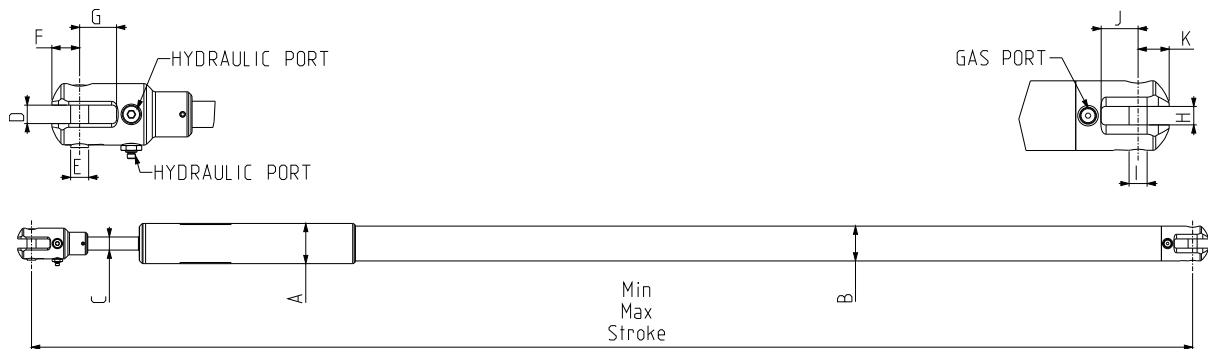 G
F
HYDRAULIC PORT
D
E
HYDRAULIC PORT
J
K
GAS PORT
H
I
C
A
B
Min
Max
Stroke